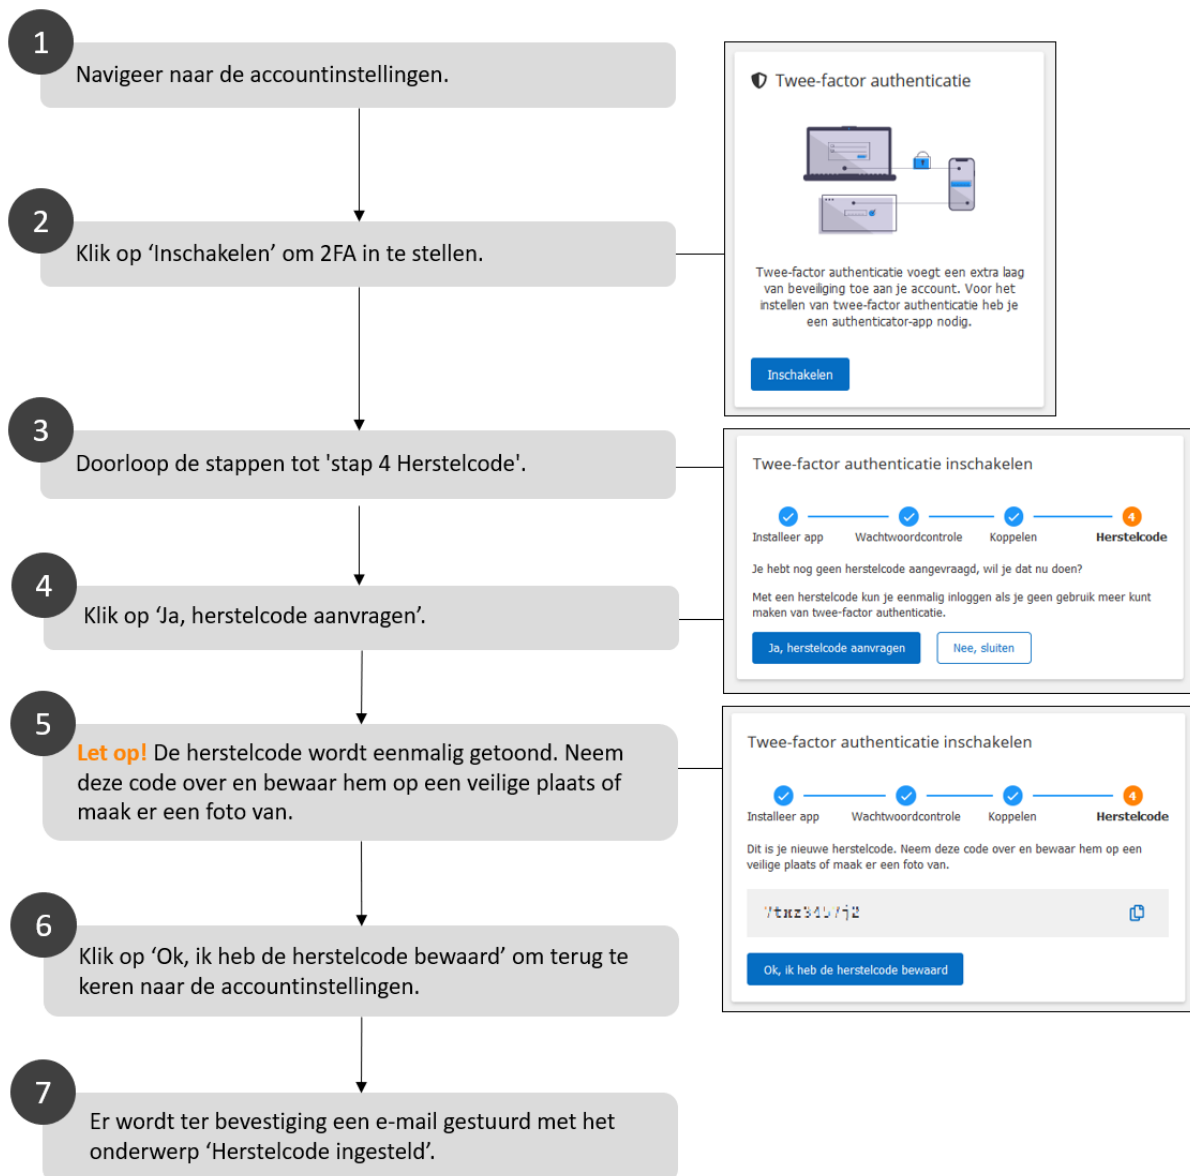 1
Navigeer naar de accountinstellingen.
Twee-factor authenticatie
2
Klik op ‘Inschakelen’ om 2FA in te stellen.
Twee-factor authenticatie voegt een extra laag
van beveiliging toe aan je account. Voor het
instellen van twee-factor authenticatie heb je
een authenticator-app nodig.
Inschakelen
3
Doorloop de stappen tot 'stap 4 Herstelcode'.
Twee-factor authenticatie inschakelen
4
Installeer app
Wachtwoordcontrole
Koppelen
Herstelcode
Je hebt nog geen herstelcode aangevraagd, wil je dat nu doen?
Met een herstelcode kun je eenmalig inloggen als je geen gebruik meer kunt
maken van twee-factor authenticatie.
Ja, herstelcode aanvragen
Nee, sluiten
4
Klik op ‘Ja, herstelcode aanvragen’.
5
Let op! De herstelcode wordt eenmalig getoond. Neem
deze code over en bewaar hem op een veilige plaats of
maak er een foto van.
Twee-factor authenticatie inschakelen
4
Installeer app
Wachtwoordcontrole
Koppelen
Herstelcode
Dit is je nieuwe herstelcode. Neem deze code over en bewaar hem op een
veilige plaats of maak er een foto van.
Ok, ik heb de herstelcode bewaard
6
Klik op ‘Ok, ik heb de herstelcode bewaard’ om terug te
keren naar de accountinstellingen.
7
Er wordt ter bevestiging een e-mail gestuurd met het
onderwerp ‘Herstelcode ingesteld’.